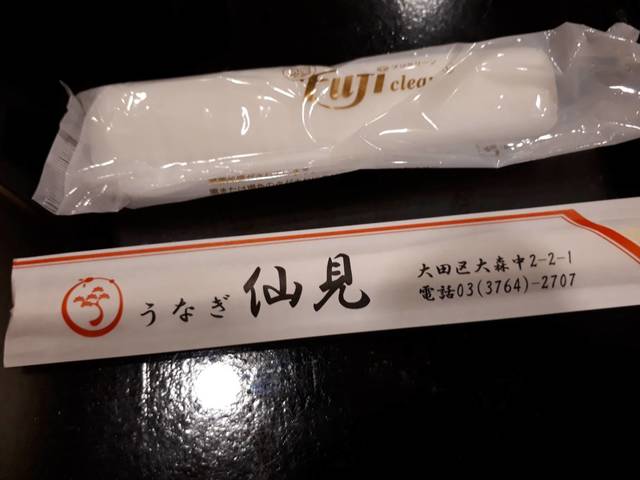 Fuji
clean
うなぎ 仙見
大田区大森中2-2-1
電話03(3764)-2707